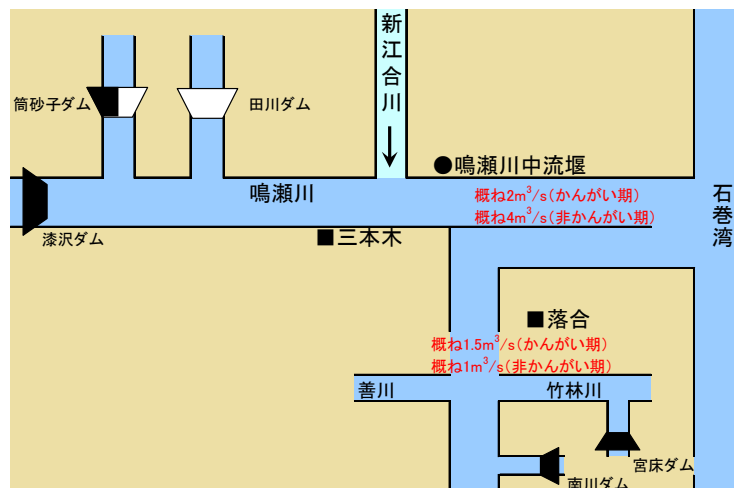 新江合川
筒砂子ダム
田川ダム
●鳴瀬川中流堰
鳴瀬川
概ね2m³/s(かんがい期)
概ね4m³/s(非かんがい期)
石巻湾
漆沢ダム
■三本木
■落合
概ね1.5m³/s(かんがい期)
概ね1m³/s(非かんがい期)
善川
竹林川
宮床ダム
南川ダム